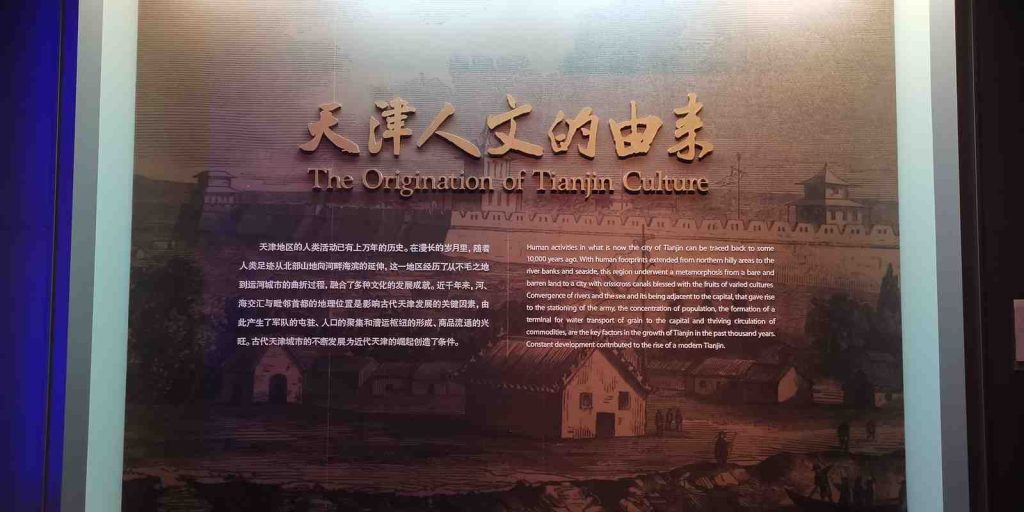 天津人文的由来
The Origination of Tianjin Culture
天津地区的人类活动已有上万年的历史。在漫长的岁月里，随着
人类足迹从北部山地向河畔海滨的延伸，这一地区经历了从不毛之地
到运河城市的曲折过程，融合了多种文化的发展成就。近千年来，河、
海交汇与毗邻首都的地理位置是影响古代天津发展的关键因素，由
此产生了军队的屯驻、人口的聚集和漕运枢纽的形成、商品流通的兴
旺。古代天津城市的不断发展为近代天津的崛起创造了条件。
Human activities in what is now the city of Tianjin can be traced back to some
10,000 years ago. With human footprints extended from northern hilly areas to the
river banks and seaside, this region underwent a metamorphosis from a bare and
barren land to a city with crisscross canals blessed with the fruits of varied cultures.
Convergence of rivers and the sea and its being adjacent to the capital, that gave rise
to the stationing of the army, the concentration of population, the formation of a
terminal for water transport of grain to the capital and thriving circulation of
commodities, are the key factors in the growth of Tianjin in the past thousand years.
Constant development contributed to the rise of a modern Tianjin.